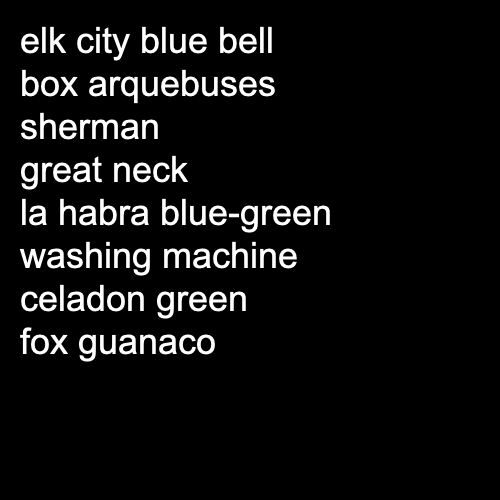 elk city blue bell
box arquebuses
sherman
great neck
la habra blue-green
washing machine
celadon green
fox guanaco